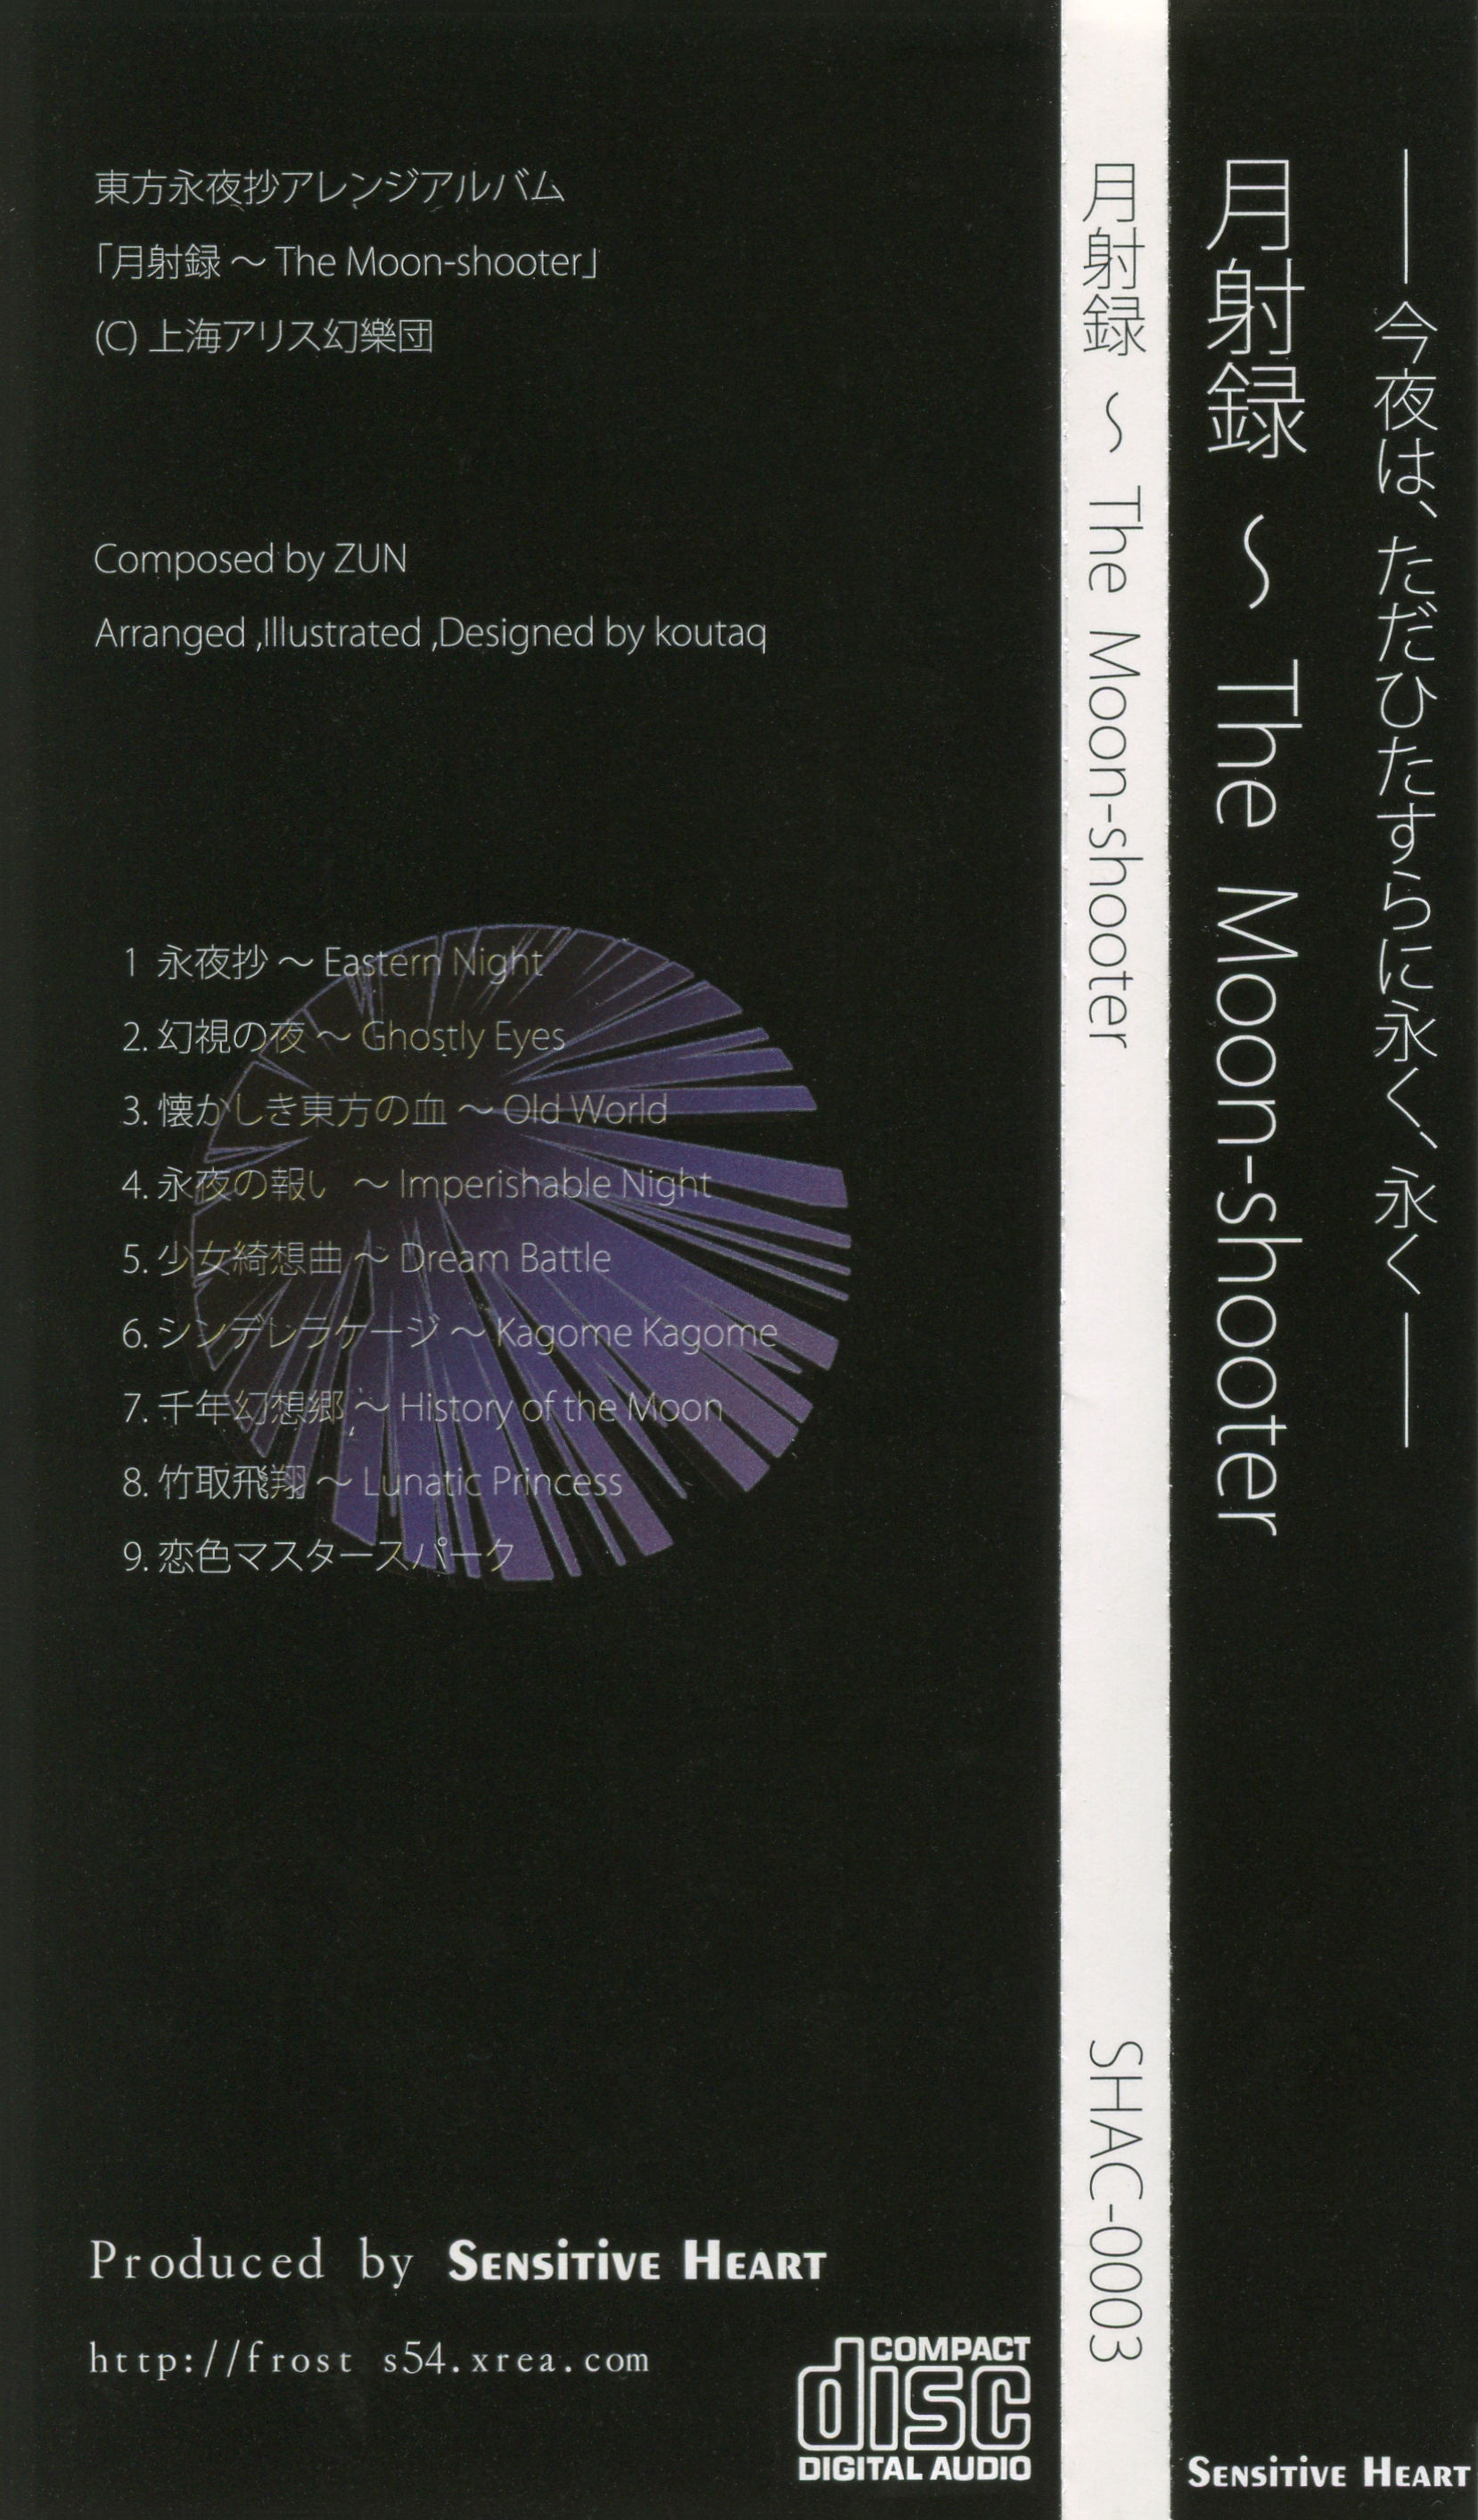 東方永夜抄アレンジアルバム
「月射録 ～ The Moon-shooter」
(C) 上海アリス幻樂団
Composed by ZUN
Arranged ,Illustrated ,Designed by koutaq
1 永夜抄 ～ Eastern Night
2. 幻視の夜 ～ Ghostly Eyes
3. 懐かしき東方の血 ～ Old World
4. 永夜の報い ～ Imperishable Night
5. 少女綺想曲 ～ Dream Battle
6. シンデレラケージ ～ Kagome Kagome
7. 千年幻想郷 ～ History of the Moon
8. 竹取飛翔 ～ Lunatic Princess
9. 恋色マスタースパーク
Produced by SENSITIVE HEART
http://frost s54.xrea.com
COMPACT
disc
DIGITAL AUDIO
月射録 ～ The Moon-shooter
SHAC-0003
月射録 ～ The Moon-shooter
── 今夜は、ただひたすらに永く、永く ──
SENSITIVE HEART